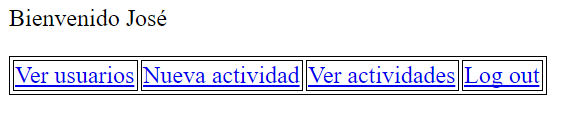 Bienvenido José
Ver usuarios Nueva actividad Ver actividades Log out